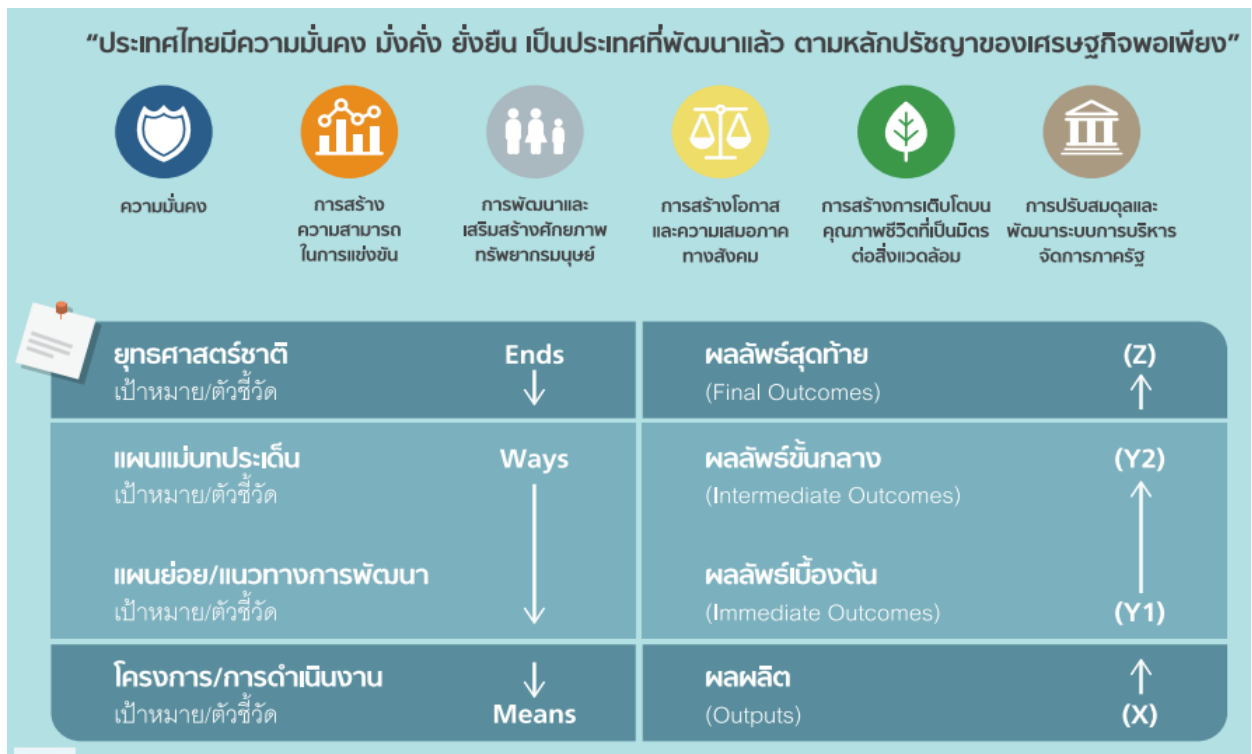 “ประเทศไทยมีความมั่นคง มั่งคั่ง ยั่งยืน เป็นประเทศที่พัฒนาแล้ว ตามหลักปรัชญาของเศรษฐกิจพอเพียง”
ความมั่นคง
การสร้าง
ความสามารถ
ในการแข่งขัน
การพัฒนาและ
เสริมสร้างศักยภาพ
ทรัพยากรมนุษย์
การสร้างโอกาส
และความเสมอภาค
ทางสังคม
การสร้างการเติบโตบน
คุณภาพชีวิตที่เป็นมิตร
ต่อสิ่งแวดล้อม
การปรับสมดุลและ
พัฒนาระบบการบริหาร
จัดการภาครัฐ
ยุทธศาสตร์ชาติ Ends ผลลัพธ์สุดท้าย (Z)
เป้าหมาย/ตัวชี้วัด (Final Outcomes)
แผนแม่บทประเด็น Ways ผลลัพธ์ขั้นกลาง (Y2)
เป้าหมาย/ตัวชี้วัด (Intermediate Outcomes)
แผนย่อย/แนวทางการพัฒนา ผลลัพธ์เบื้องต้น
เป้าหมาย/ตัวชี้วัด (Immediate Outcomes) (Y1)
โครงการ/การดำเนินงาน ผลผลิต
เป้าหมาย/ตัวชี้วัด Means (Outputs) (X)